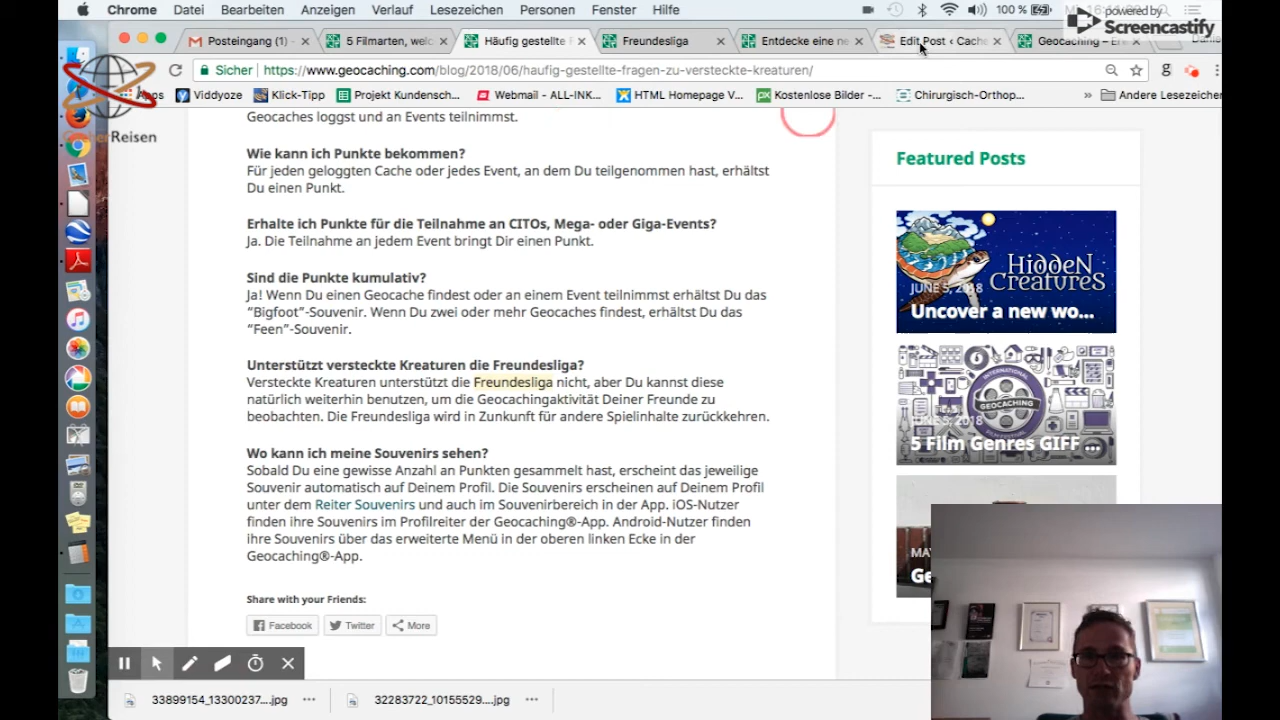 Chrome Datei Bearbeiten Anzeigen Verlauf Lesezeichen Personen Fenster Hilfe 100 %
powered by
Screencastify
Posteingang (1) - 5 Filmarten, wel Häufig gestellte F Freundesliga Entdecke eine ne Edit Post ‹ Cache Geocaching –
Sicher https://www.geocaching.com/blog/2018/06/haufig-gestellte-fragen-zu-versteckte-kreaturen/
Apps Viddyoze Klick-Tipp Projekt Kundensch... Webmail - ALL-INK... HTML Homepage V... Kostenlose Bilder -... Chirurgisch-Orthop... » Andere Lesezeichen
Reisen
Geocaches loggst und an Events teilnimmst.
Wie kann ich Punkte bekommen?
Für jeden geloggten Cache oder jedes Event, an dem Du teilgenommen hast, erhältst
Du einen Punkt.
Erhalte ich Punkte für die Teilnahme an CITOs, Mega- oder Giga-Events?
Ja. Die Teilnahme an jedem Event bringt Dir einen Punkt.
Sind die Punkte kumulativ?
Ja! Wenn Du einen Geocache findest oder an einem Event teilnimmst erhältst Du das
“Bigfoot”-Souvenir. Wenn Du zwei oder mehr Geocaches findest, erhältst Du das
“Feen”-Souvenir.
Unterstützt versteckte Kreaturen die Freundesliga?
Versteckte Kreaturen unterstützt die Freundesliga nicht, aber Du kannst diese
natürlich weiterhin benutzen, um die Geocachingaktivität Deiner Freunde zu
beobachten. Die Freundesliga wird in Zukunft für andere Spielinhalte zurückkehren.
Wo kann ich meine Souvenirs sehen?
Sobald Du eine gewisse Anzahl an Punkten gesammelt hast, erscheint das jeweilige
Souvenir automatisch auf Deinem Profil. Die Souvenirs erscheinen auf Deinem Profil
unter dem Reiter Souvenirs und auch im Souvenirbereich in der App. iOS-Nutzer
finden ihre Souvenirs im Profilreiter der Geocaching®-App. Android-Nutzer finden
ihre Souvenirs über das erweiterte Menü in der oberen linken Ecke in der
Geocaching®-App.
Share with your Friends:
Facebook Twitter More
Featured Posts
HiddeN
CReATURes
JUNE 5, 2018
Uncover a new wo...
INTERNATIONAL
GEOCACHING
FILM FESTIVAL
JUNE 5, 2018
5 Film Genres GIFF ...
MA
Ge
33899154_13300237....jpg 32283722_10155529....jpg